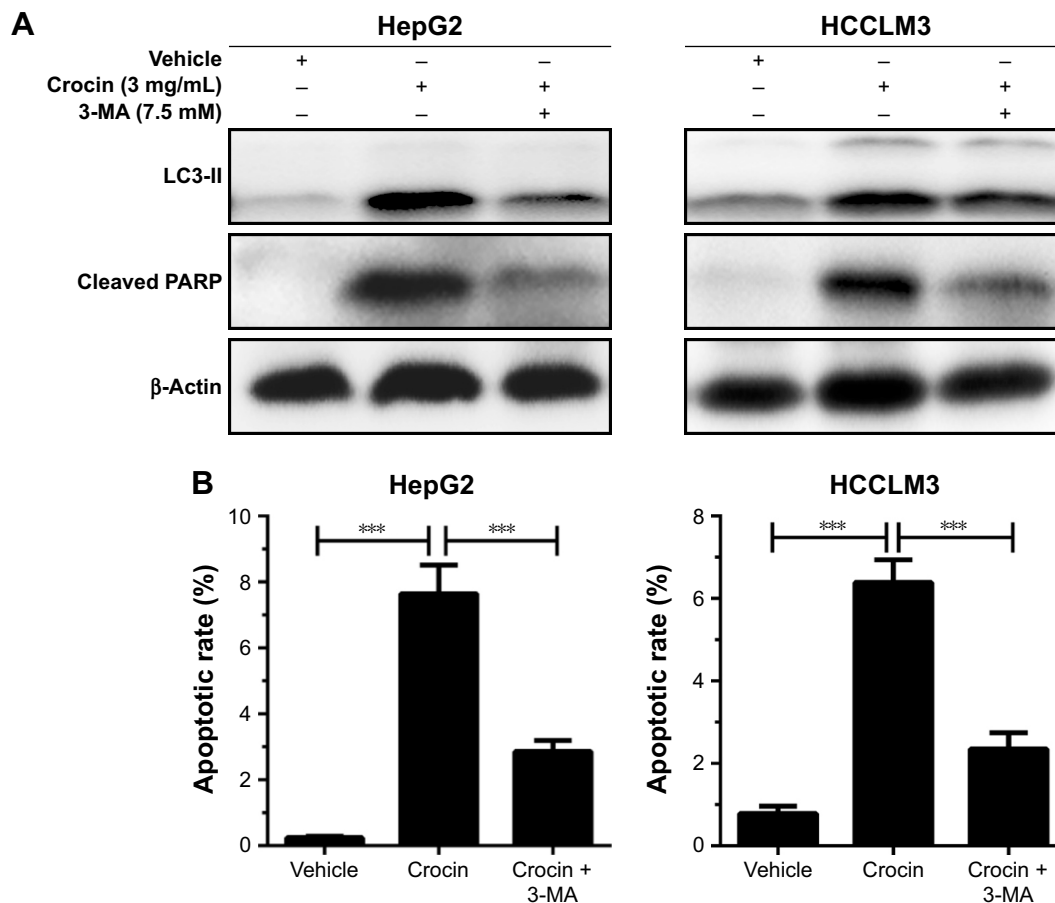 A
HepG2 HCCLM3
Vehicle + – – + – –
Crocin (3 mg/mL) – + + – + +
3-MA (7.5 mM) – – + – – +
LC3-II
Cleaved PARP
β-Actin
B
HepG2
Apoptotic rate (%)
10
8
6
4
2
0
*** ***
Vehicle Crocin Crocin +
3-MA
HCCLM3
Apoptotic rate (%)
8
6
4
2
0
*** ***
Vehicle Crocin Crocin +
3-MA